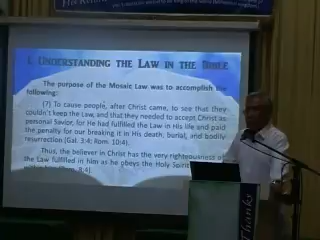 I. UNDERSTANDING THE LAW IN THE BIBLE
The purpose of the Mosaic Law was to accomplish the
following:
(7) To cause people, after Christ came, to see that they
couldn't keep the Law, and that they needed to accept Christ as
personal Savior, for He had fulfilled the Law in His life and paid
the penalty for our breaking it in His death, burial, and bodily
resurrection (Gal. 3:4; Rom. 10:4).
Thus, the believer in Christ has the very righteousness of
the Law fulfilled in him as he obeys the Holy Spirit
8:4).
Thanks